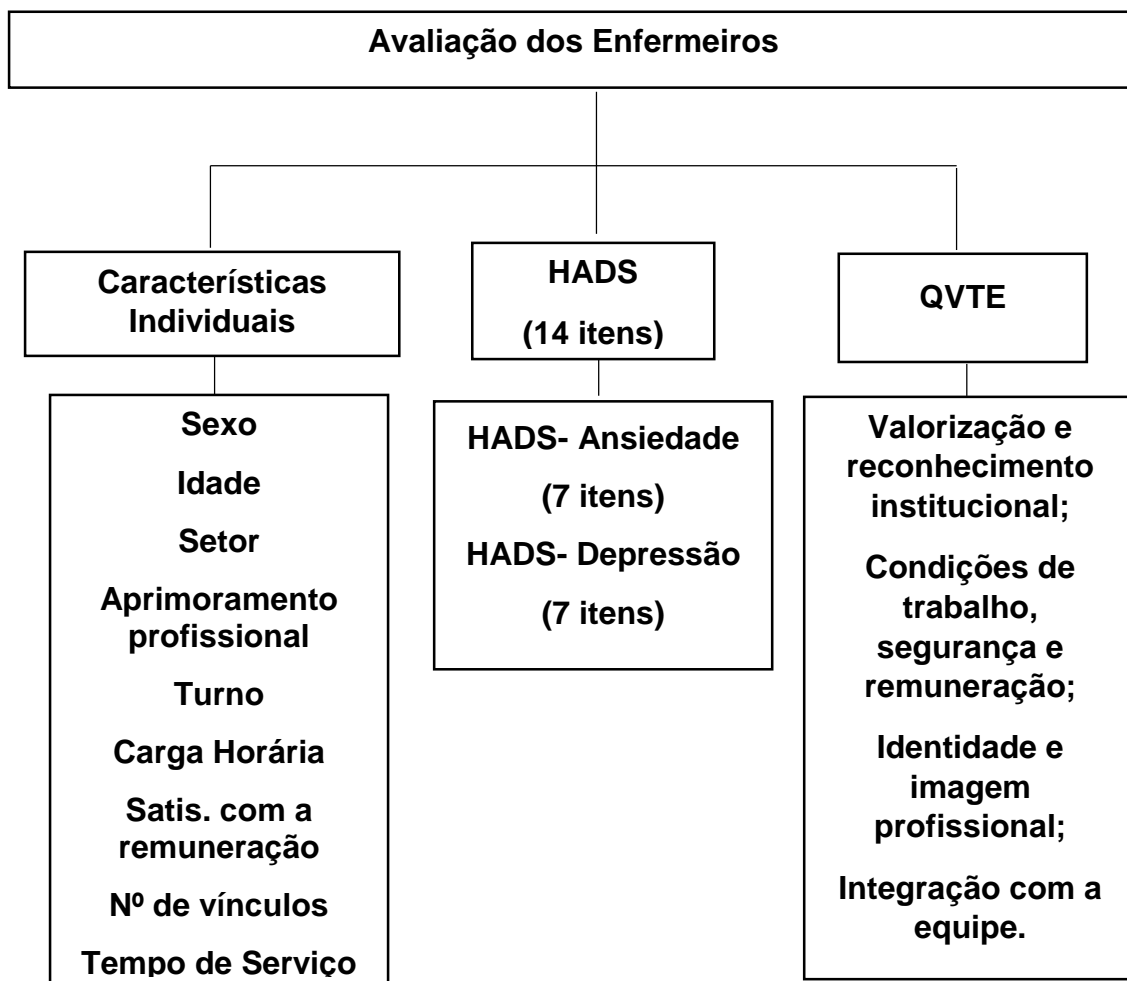 Avaliação dos Enfermeiros
Características
Individuais
HADS
(14 itens)
QVTE
Sexo
Idade
Setor
Aprimoramento
profissional
Turno
Carga Horária
Satis. com a
remuneração
Nº de vínculos
Tempo de Serviço
HADS- Ansiedade
(7 itens)
HADS- Depressão
(7 itens)
Valorização e
reconhecimento
institucional;
Condições de
trabalho,
segurança e
remuneração;
Identidade e
imagem
profissional;
Integração com a
equipe.